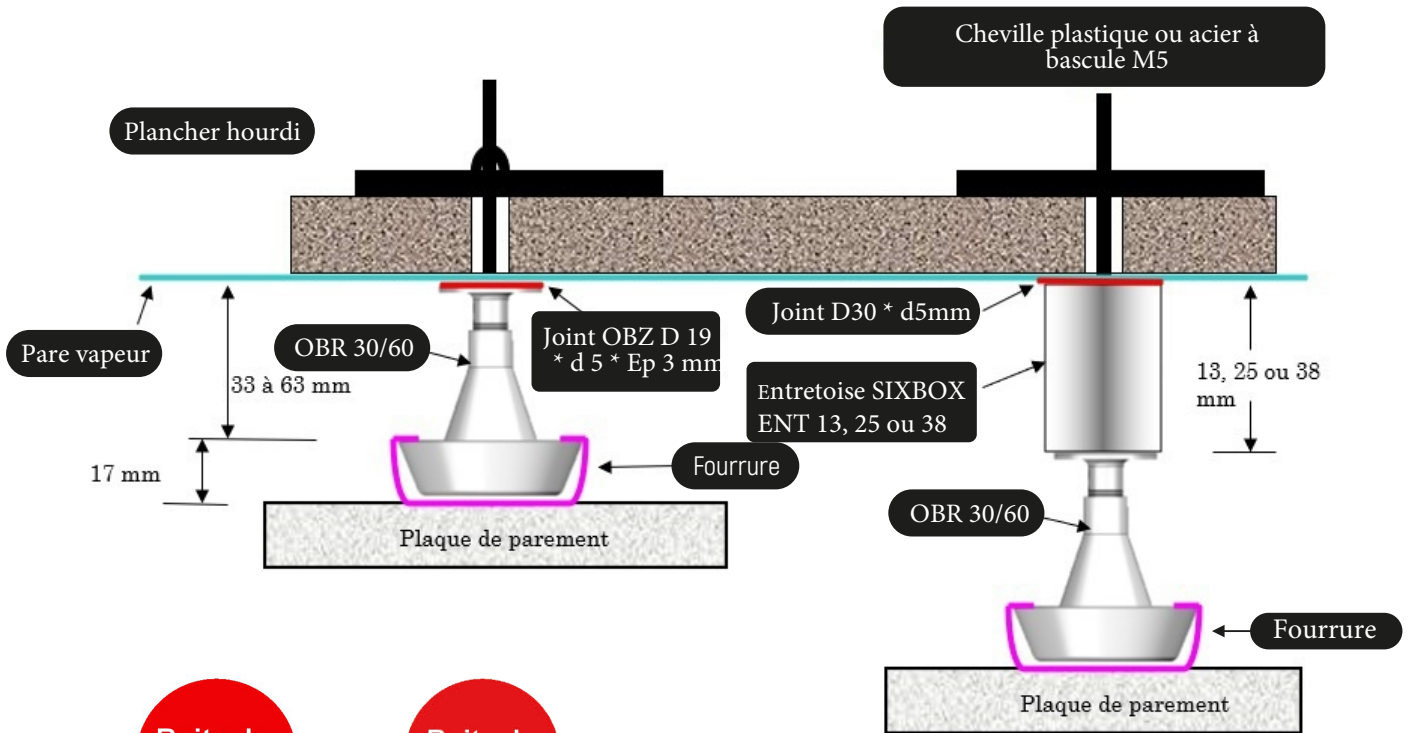 Cheville plastique ou acier à
bascule M5
Plancher hourdi
Pare vapeur
33 à 63 mm
OBR 30/60
Joint OBZ D 19
* d 5 * Ep 3 mm
Joint D30 * d5mm
Entretoise SIXBOX
ENT 13, 25 ou 38
13, 25 ou 38
mm
17 mm
Fourrure
Plaque de parement
OBR 30/60
Fourrure
Plaque de parement